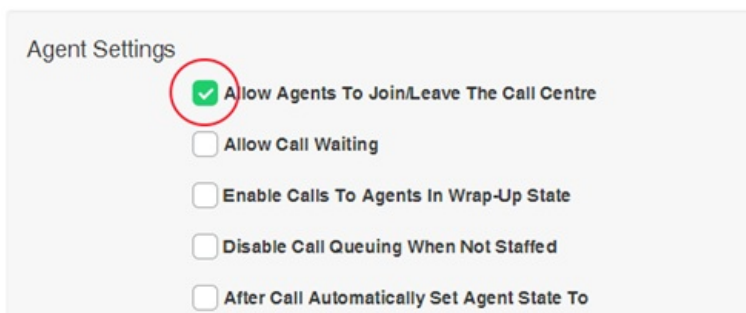 Agent Settings
Allow Agents To Join/Leave The Call Centre
Allow Call Waiting
Enable Calls To Agents In Wrap-Up State
Disable Call Queuing When Not Staffed
After Call Automatically Set Agent State To